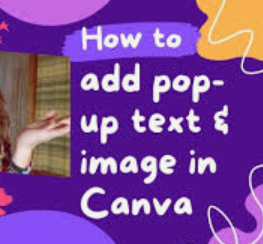 How to
add pop-
up text &
image in
Canva